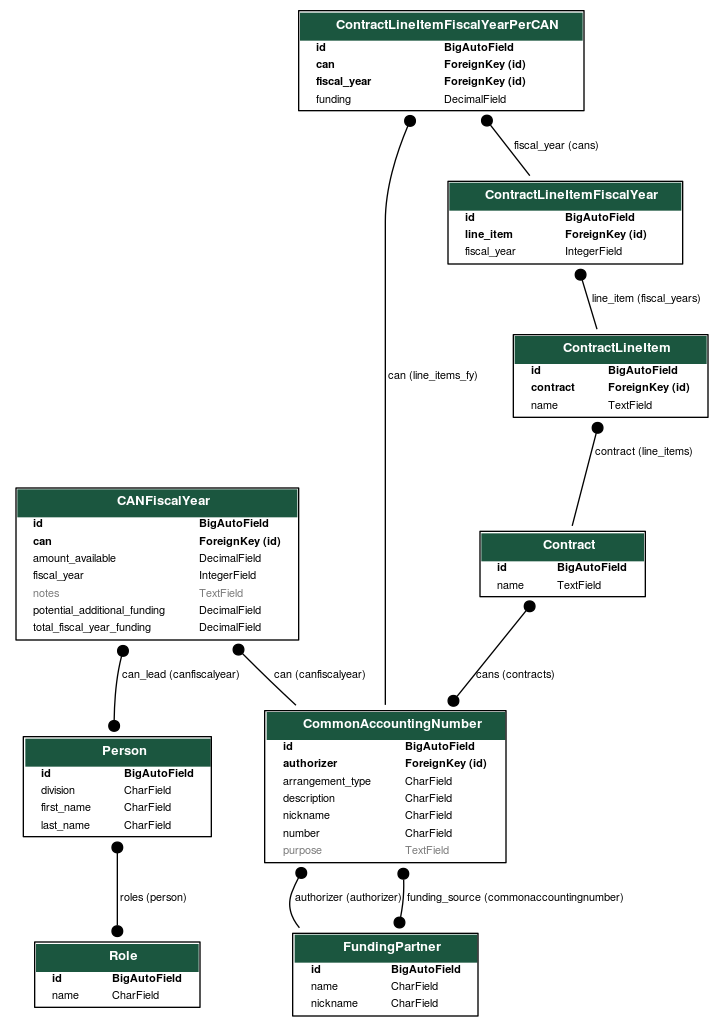 ContractLineItemFiscalYearPerCAN
id BigAutoField
can ForeignKey (id)
fiscal_year ForeignKey (id)
funding DecimalField
fiscal_year (cans)
ContractLineItemFiscalYear
id BigAutoField
line_item ForeignKey (id)
fiscal_year IntegerField
line_item (fiscal_years)
ContractLineItem
id BigAutoField
contract ForeignKey (id)
name TextField
can (line_items_fy)
contract (line_items)
CANFiscalYear
id BigAutoField
can ForeignKey (id)
amount_available DecimalField
fiscal_year IntegerField
notes TextField
potential_additional_funding DecimalField
total_fiscal_year_funding DecimalField
Contract
id BigAutoField
name TextField
can_lead (canfiscalyear)
can (canfiscalyear)
cans (contracts)
CommonAccountingNumber
id BigAutoField
authorizer ForeignKey (id)
arrangement_type CharField
description CharField
nickname CharField
number CharField
purpose TextField
Person
id BigAutoField
division CharField
first_name CharField
last_name CharField
roles (person)
authorizer (authorizer)
funding_source (commonaccountingnumber)
Role
id BigAutoField
name CharField
FundingPartner
id BigAutoField
name CharField
nickname CharField